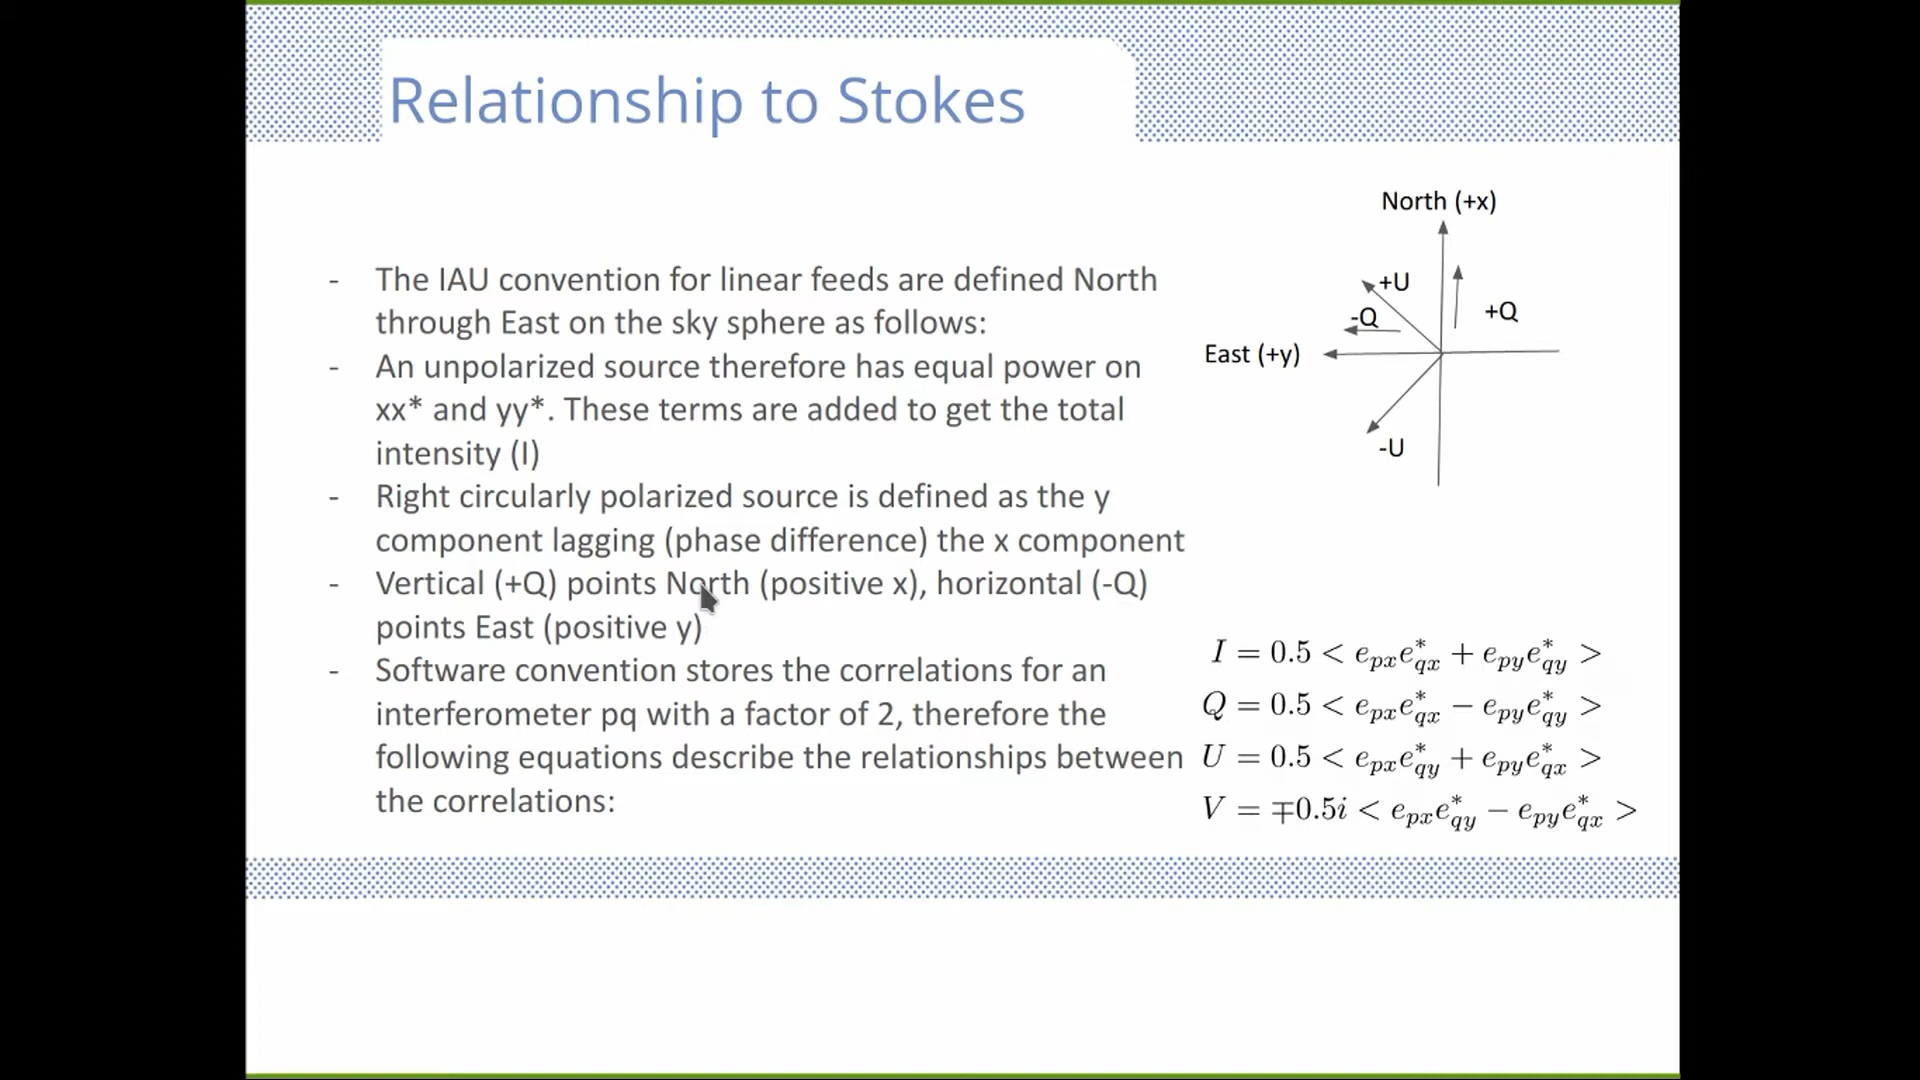 Relationship to Stokes
- The IAU convention for linear feeds are defined North
through East on the sky sphere as follows:
- An unpolarized source therefore has equal power on
xx* and yy*. These terms are added to get the total
intensity (I)
- Right circularly polarized source is defined as the y
component lagging (phase difference) the x component
- Vertical (+Q) points North (positive x), horizontal (-Q)
points East (positive y)
- Software convention stores the correlations for an
interferometer pq with a factor of 2, therefore the
following equations describe the relationships between
the correlations:
North (+x)
+U
-Q
+Q
East (+y)
-U
I = 0.5 < e_{px}e^*_{qx} + e_{py}e^*_{qy} >
Q = 0.5 < e_{px}e^*_{qx} − e_{py}e^*_{qy} >
U = 0.5 < e_{px}e^*_{qy} + e_{py}e^*_{qx} >
V = ∓0.5i < e_{px}e^*_{qy} − e_{py}e^*_{qx} >